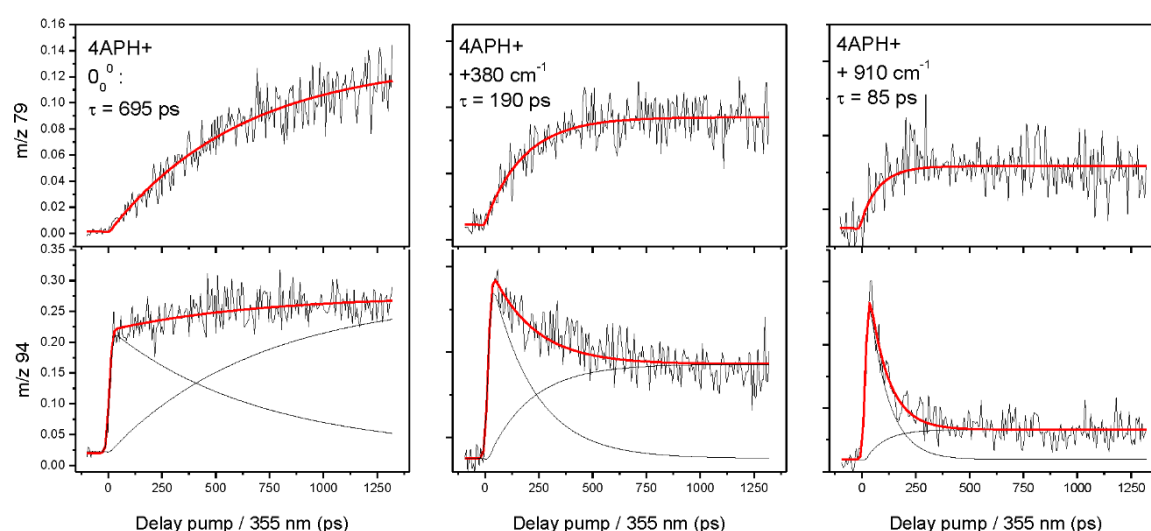 4APH+
0₀⁰ :
τ = 695 ps
m/z 79
0.16
0.14
0.12
0.10
0.08
0.06
0.04
0.02
0.00
4APH+
+380 cm⁻¹
τ = 190 ps
4APH+
+ 910 cm⁻¹
τ = 85 ps
m/z 94
0.35
0.30
0.25
0.20
0.15
0.10
0.05
0.00
0 250 500 750 1000 1250
0 250 500 750 1000 1250
0 250 500 750 1000 1250
Delay pump / 355 nm (ps)
Delay pump / 355 nm (ps)
Delay pump / 355 nm (ps)